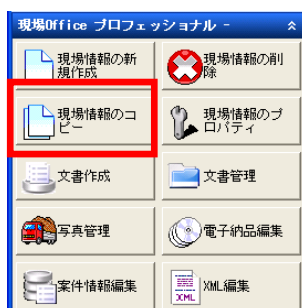 現場Office プロフェッショナル -
現場情報の新
規作成
現場情報の削
除
現場情報のコ
ピー
現場情報のプ
ロパティ
文書作成
文書管理
写真管理
電子納品編集
案件情報編集
XML編集
XML